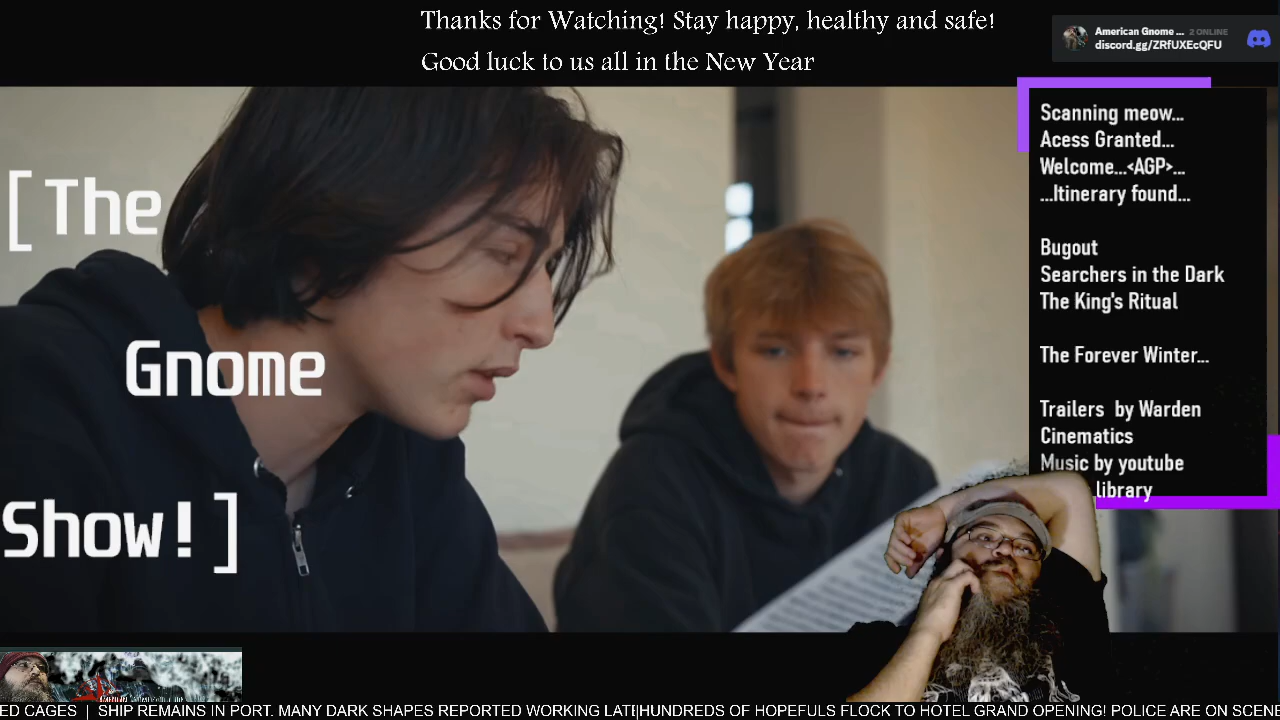 Thanks for Watching! Stay happy, healthy and safe!
Good luck to us all in the New Year
American Gnome ... 2 ONLINE
discord.gg/ZRfUXEcQFU
[The
Gnome
Show!]
Scanning meow...
Acess Granted...
Welcome...<AGP>...
...Itinerary found...
Bugout
Searchers in the Dark
The King's Ritual
The Forever Winter...
Trailers by Warden
Cinematics
Music by youtube
library
ED CAGES | SHIP REMAINS IN PORT. MANY DARK SHAPES REPORTED WORKING LAT
HUNDREDS OF HOPEFULS FLOCK TO HOTEL GRAND OPENING! POLICE ARE ON SCENE